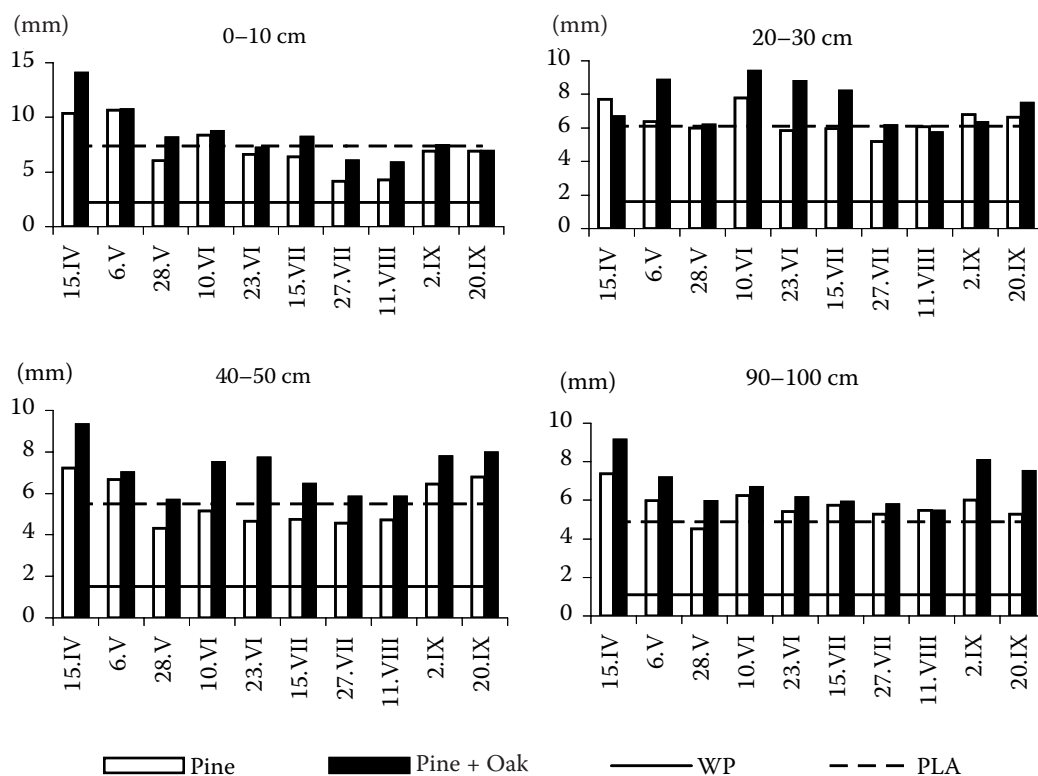 (mm)
0–10 cm
15
10
5
0
15.IV
6.V
28.V
10.VI
23.VI
15.VII
27.VII
11.VIII
2.IX
20.IX
(mm)
20–30 cm
10
8
6
4
2
0
15.IV
6.V
28.V
10.VI
23.VI
15.VII
27.VII
11.VIII
2.IX
20.IX
(mm)
40–50 cm
10
8
6
4
2
0
15.IV
6.V
28.V
10.VI
23.VI
15.VII
27.VII
11.VIII
2.IX
20.IX
(mm)
90–100 cm
10
8
6
4
2
0
15.IV
6.V
28.V
10.VI
23.VI
15.VII
27.VII
11.VIII
2.IX
20.IX
Pine
Pine + Oak
WP
PLA